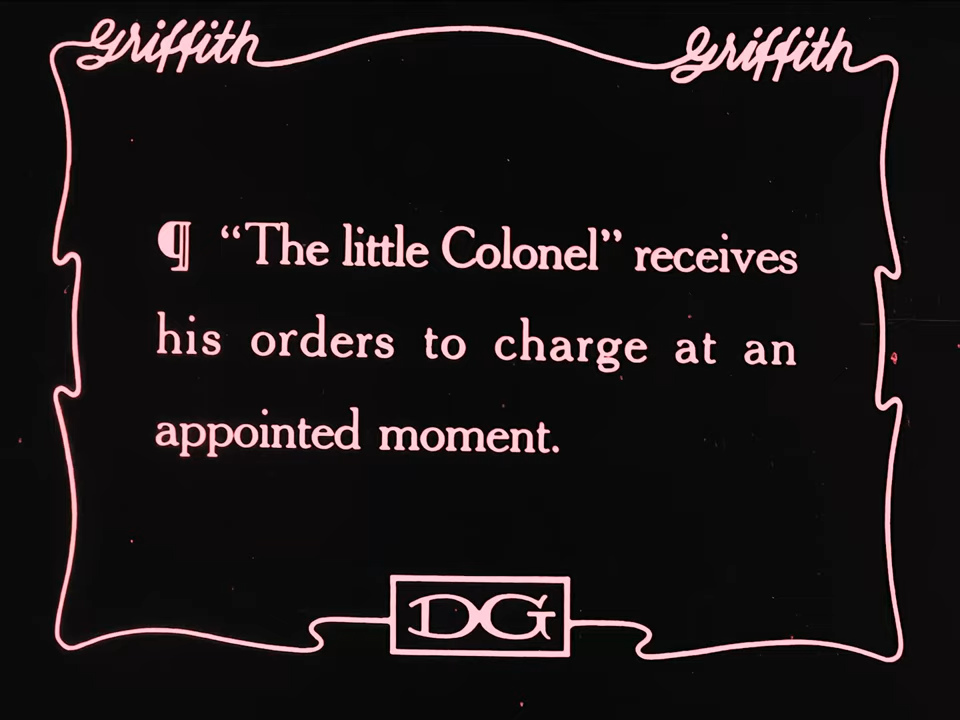 Griffith Griffith
¶ “The little Colonel” receives
his orders to charge at an
appointed moment.
DG